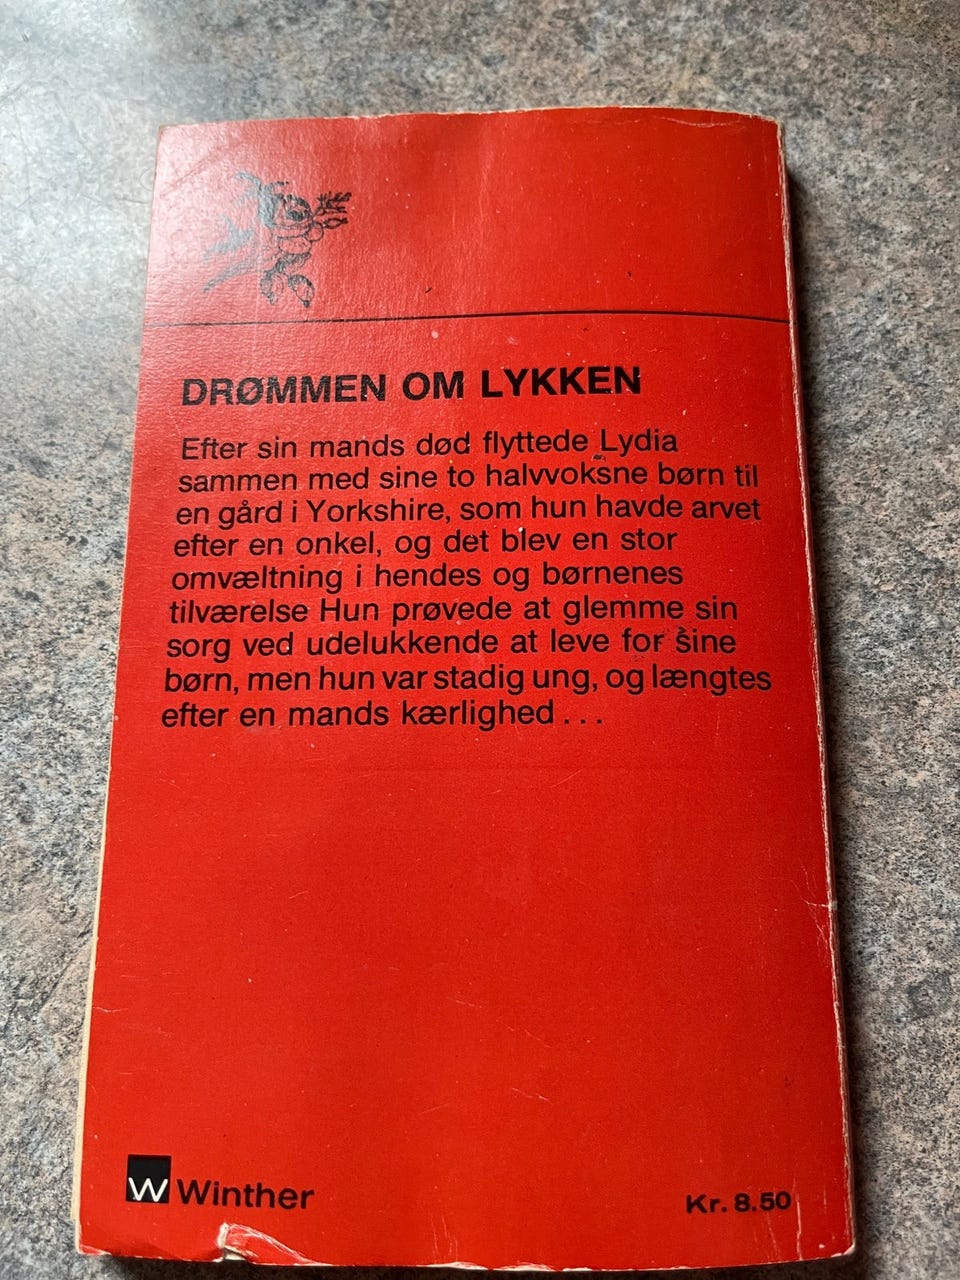 DRØMMEN OM LYKKEN
Efter sin mands død flyttede Lydia
sammen med sine to halvvoksne børn til
en gård i Yorkshire, som hun havde arvet
efter en onkel, og det blev en stor
omvæltning i hendes og børnenes
tilværelse Hun prøvede at glemme sin
sorg ved udelukkende at leve for sine
børn, men hun var stadig ung, og længtes
efter en mands kærlighed ...
W Winther
Kr. 8.50